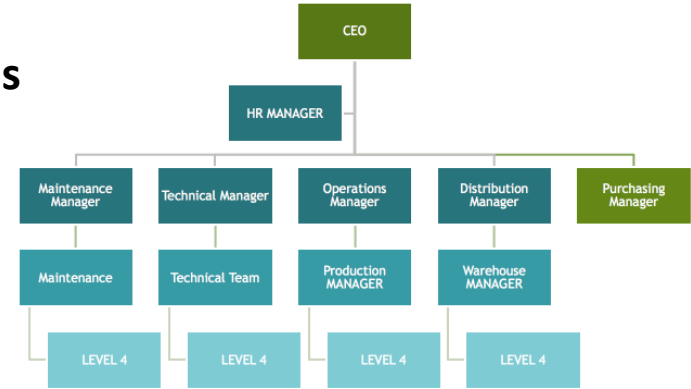 CEO
s
HR MANAGER
Maintenance
Manager
Technical Manager
Operations
Manager
Distribution
Manager
Purchasing
Manager
Maintenance
Technical Team
Production
MANAGER
Warehouse
MANAGER
LEVEL 4
LEVEL 4
LEVEL 4
LEVEL 4